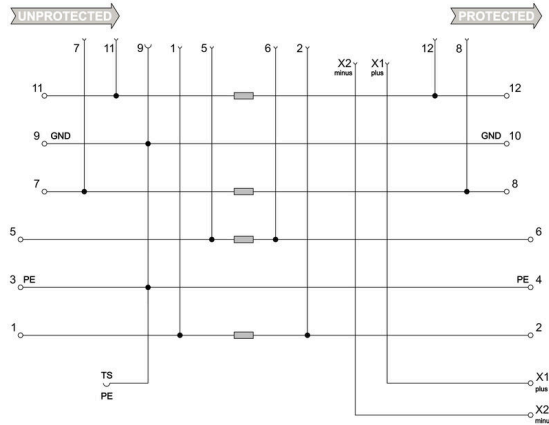 UNPROTECTED PROTECTED
7 11 9 1 5 6 2 X2 minus X1 plus 12 8
11 12
9 GND GND 10
7 8
5 6
3 PE PE 4
1 2
TS
PE
X1
plus
X2
minu